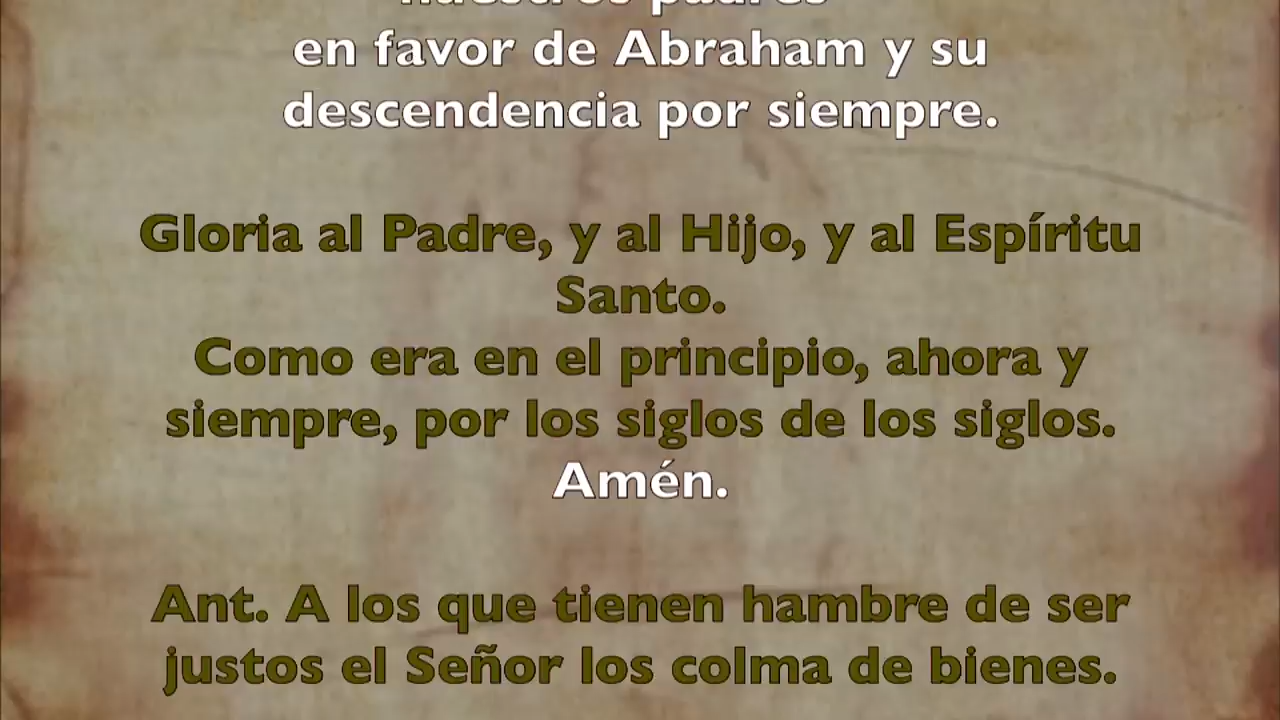 nuestros padres
en favor de Abraham y su
descendencia por siempre.
Gloria al Padre, y al Hijo, y al Espíritu
Santo.
Como era en el principio, ahora y
siempre, por los siglos de los siglos.
Amén.
Ant. A los que tienen hambre de ser
justos el Señor los colma de bienes.